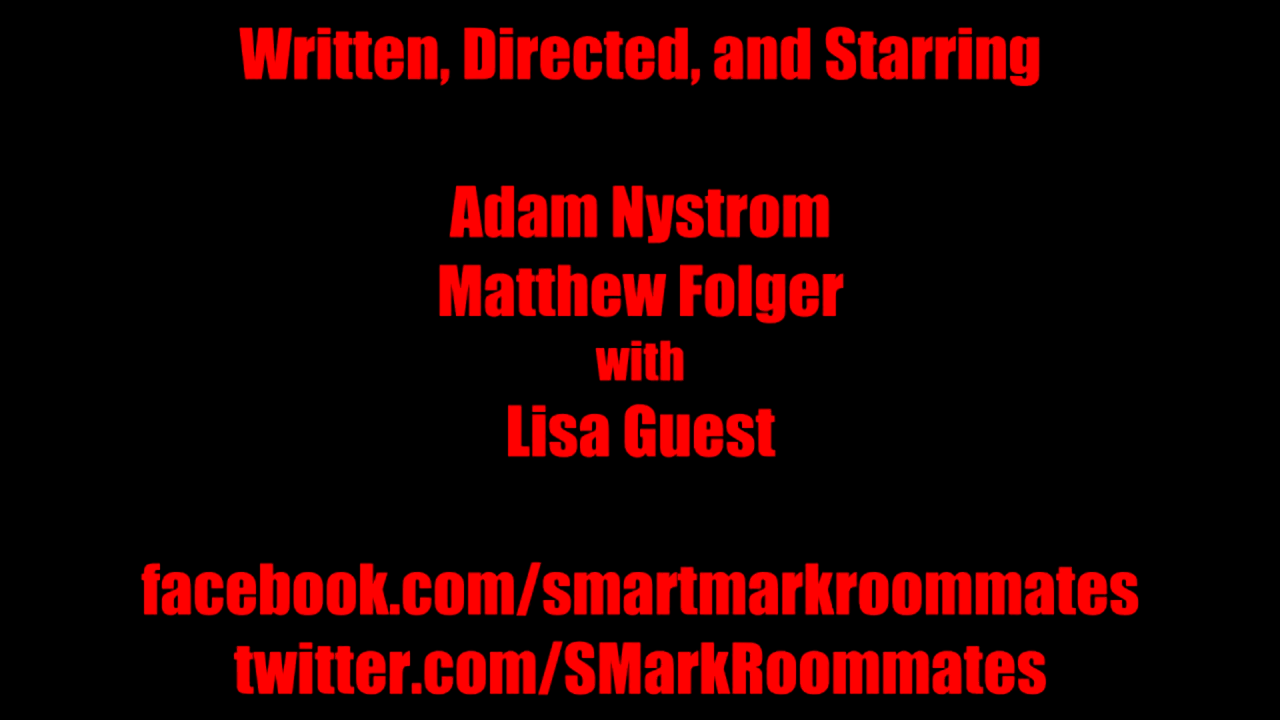 Written, Directed, and Starring
Adam Nystrom
Matthew Folger
with
Lisa Guest
facebook.com/smartmarkroommates
twitter.com/SMarkRoommates